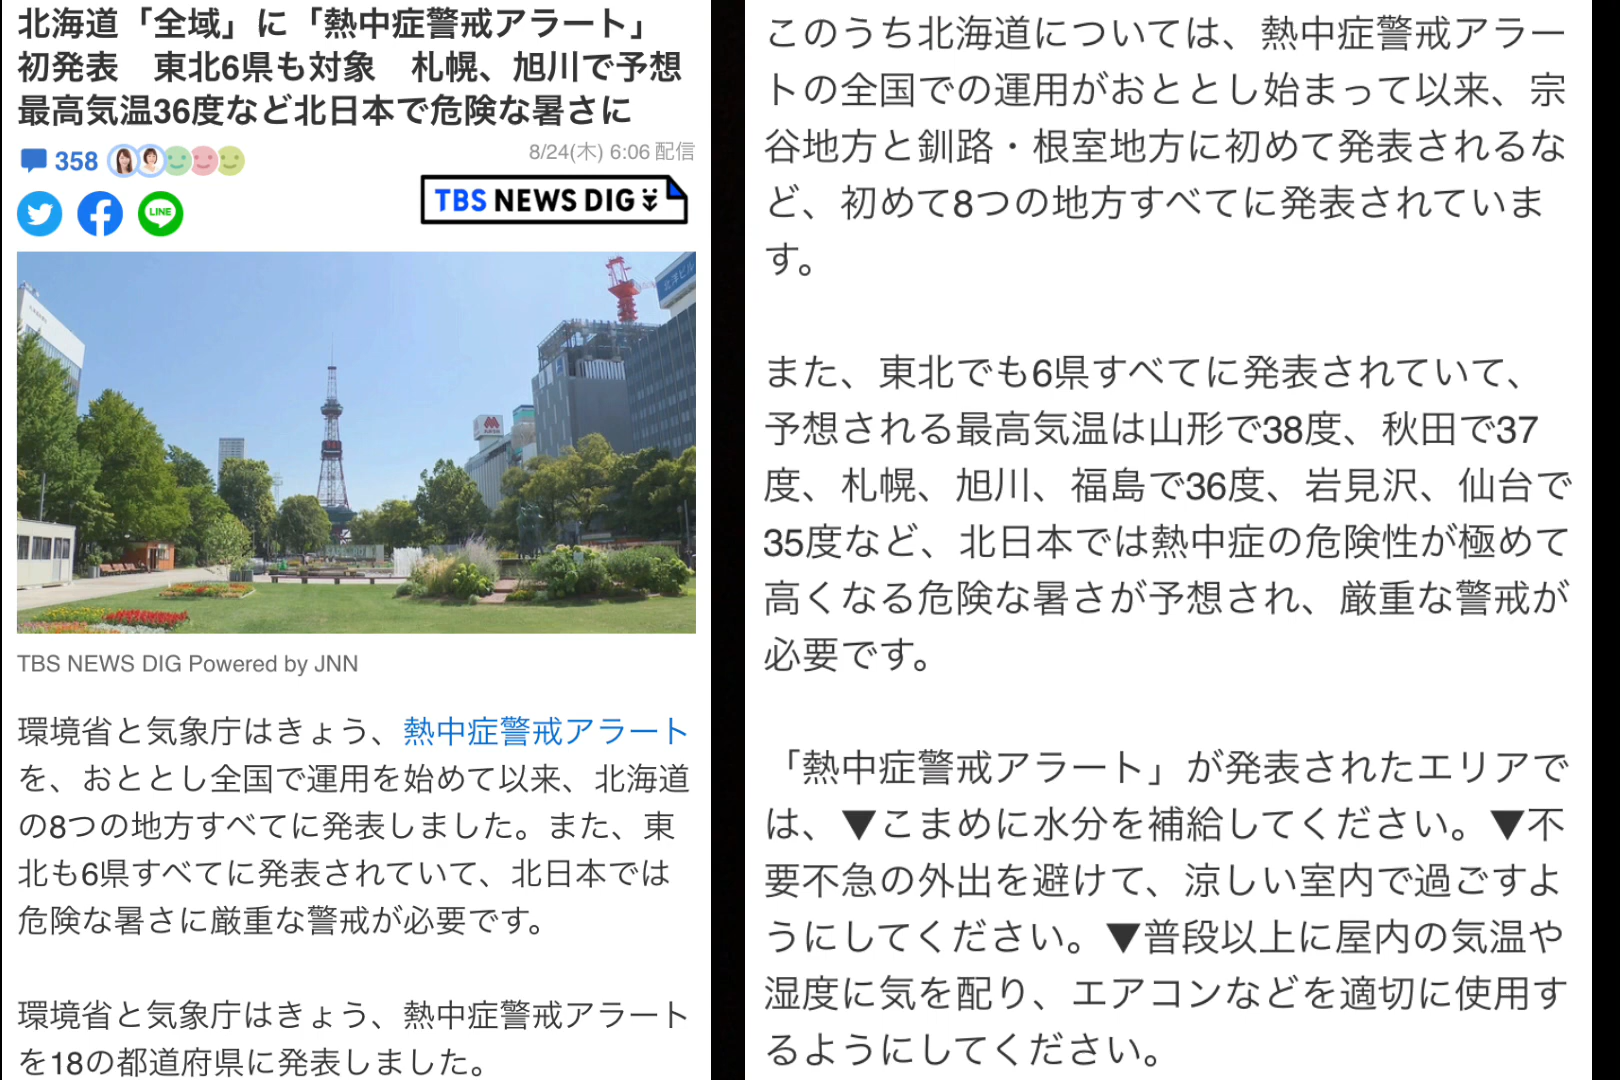 北海道「全域」に「熱中症警戒アラート」
初発表　東北6県も対象　札幌、旭川で予想
最高気温36度など北日本で危険な暑さに
358
8/24(木) 6:06 配信
LINE
TBS NEWS DIG
TBS NEWS DIG Powered by JNN
環境省と気象庁はきょう、熱中症警戒アラート
を、おととし全国で運用を始めて以来、北海道
の8つの地方すべてに発表しました。また、東
北も6県すべてに発表されていて、北日本では
危険な暑さに厳重な警戒が必要です。
環境省と気象庁はきょう、熱中症警戒アラート
を18の都道府県に発表しました。
このうち北海道については、熱中症警戒アラー
トの全国での運用がおととし始まって以来、宗
谷地方と釧路・根室地方に初めて発表されるな
ど、初めて8つの地方すべてに発表されていま
す。
また、東北でも6県すべてに発表されていて、
予想される最高気温は山形で38度、秋田で37
度、札幌、旭川、福島で36度、岩見沢、仙台で
35度など、北日本では熱中症の危険性が極めて
高くなる危険な暑さが予想され、厳重な警戒が
必要です。
「熱中症警戒アラート」が発表されたエリアで
は、▼こまめに水分を補給してください。▼不
要不急の外出を避けて、涼しい室内で過ごすよ
うにしてください。▼普段以上に屋内の気温や
湿度に気を配り、エアコンなどを適切に使用す
るようにしてください。